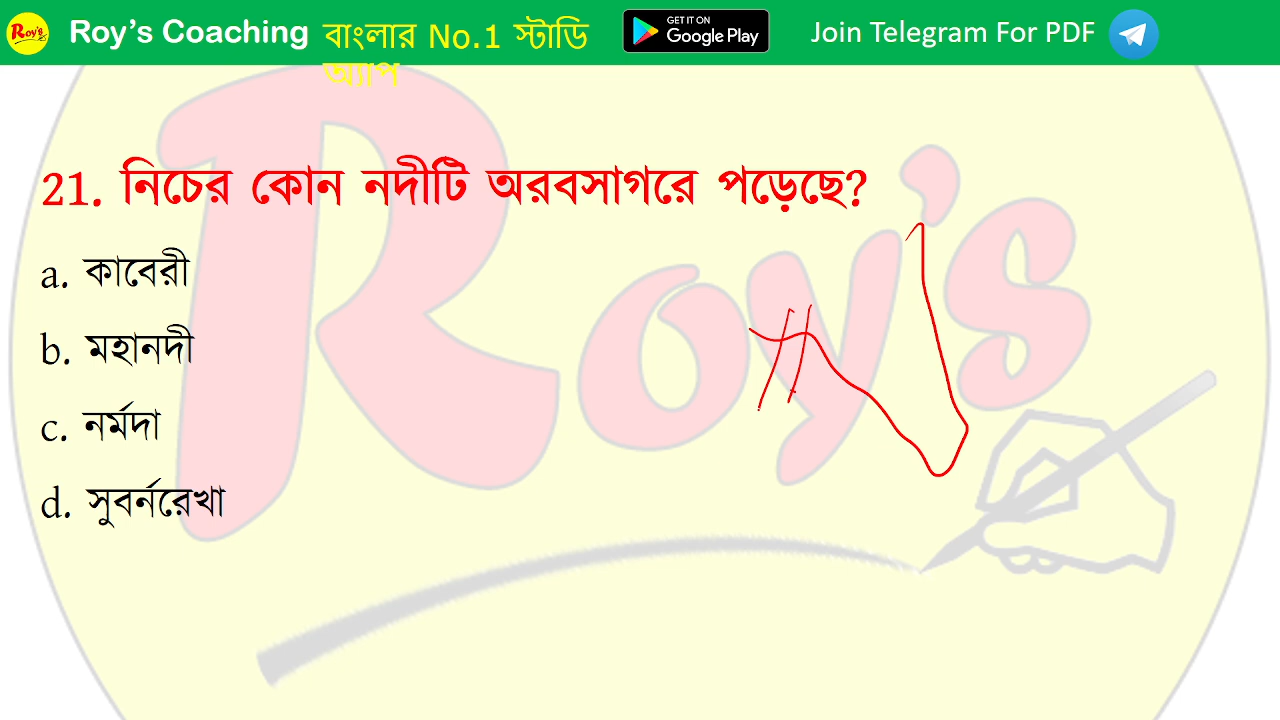 Roy's
Roy's Coaching
বাংলার No.1 স্টাডি
অ্যাপ
GET IT ON
Google Play
Join Telegram For PDF
21. নিচের কোন নদীটি অরবসাগরে পড়েছে?
a. কাবেরী
b. মহানদী
c. নর্মদা
d. সুবর্নরেখা
Roy's